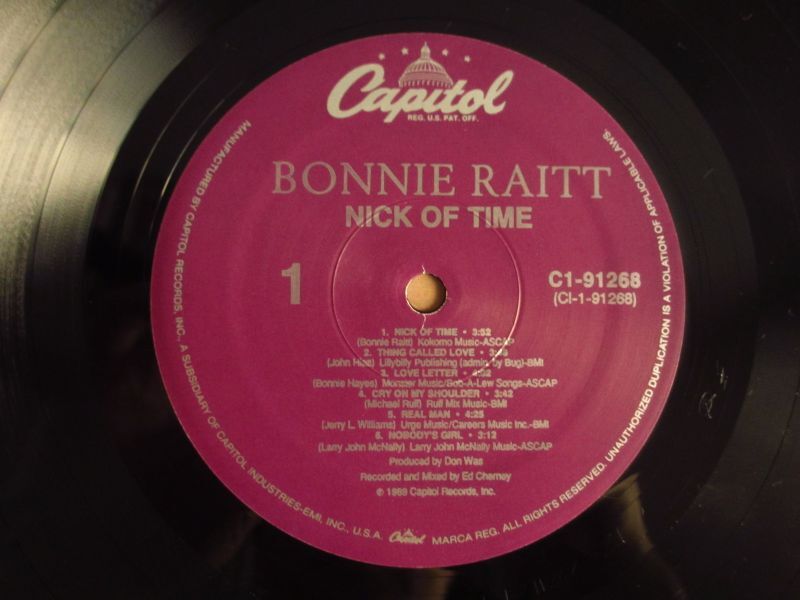 Capitol
REG. U.S. PAT. OFF.
BONNIE RAITT
NICK OF TIME
1
C1-91268
(CI-1-91268)
1. NICK OF TIME • 3:52
(Bonnie Raitt) Kokomo Music-ASCAP
2. THING CALLED LOVE •
(John Hiatt) Lillybilly Publishing (admin. by Bug)-BMI
3. LOVE LETTER •
(Bonnie Hayes) Monster Music/Bob-A-Lew Songs-ASCAP
4. CRY ON MY SHOULDER • 3:42
(Michael Ruff) Ruff Mix Music-BMI
5. REAL MAN • 4:25
(Jerry L. Williams) Urge Music/Careers Music Inc.-BMI
6. NOBODY'S GIRL • 3:12
(Larry John McNally) Larry John McNally Music-ASCAP
Produced by Don Was
Recorded and Mixed by Ed Cherney
℗ 1989 Capitol Records, Inc.
MANUFACTURED BY CAPITOL RECORDS, INC., A SUBSIDIARY OF CAPITOL INDUSTRIES-EMI, INC., U.S.A. Capitol MARCA REG. ALL RIGHTS RESERVED. UNAUTHORIZED DUPLICATION IS A VIOLATION OF APPLICABLE LAWS.